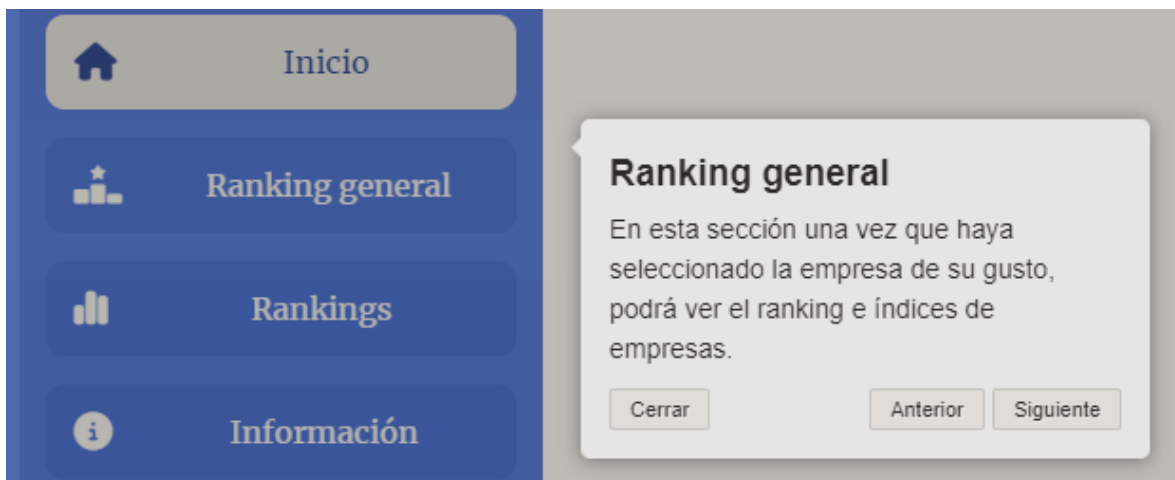 Inicio
Ranking general
Rankings
Información
Ranking general
En esta sección una vez que haya
seleccionado la empresa de su gusto,
podrá ver el ranking e índices de
empresas.
Cerrar
Anterior
Siguiente